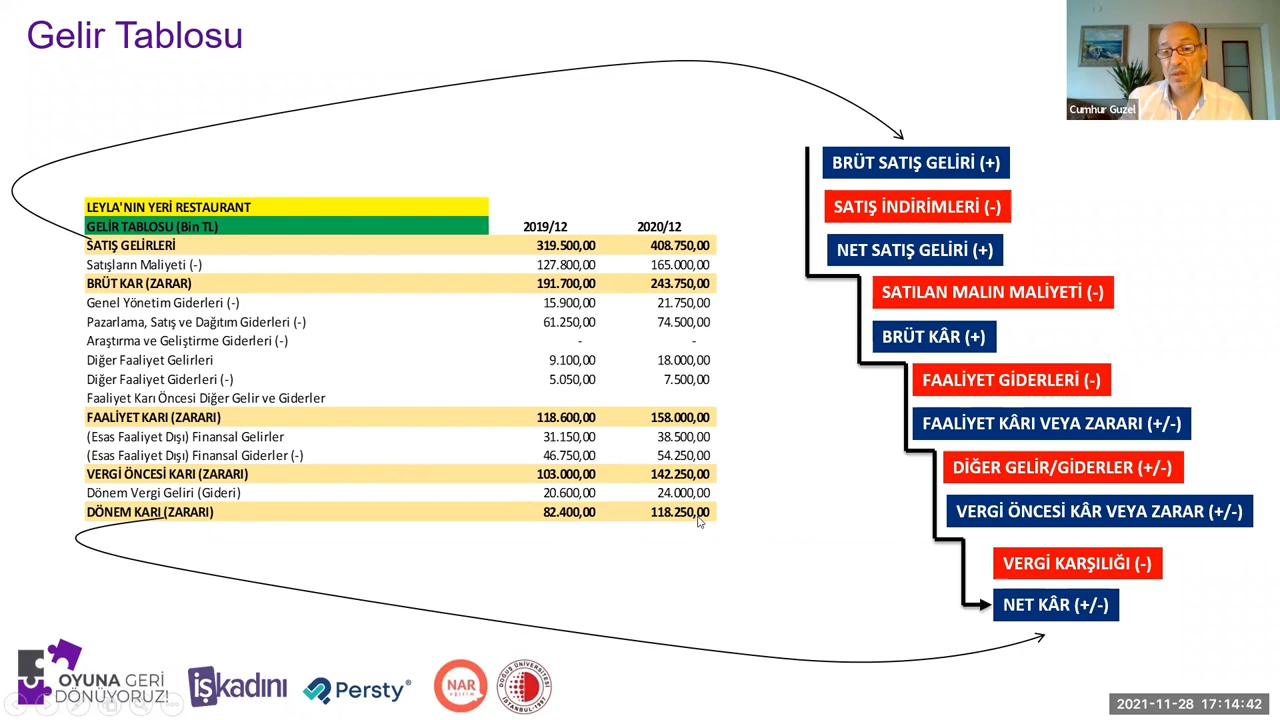 Gelir Tablosu
Cumhur Guzel
LEYLA'NIN YERİ RESTAURANT
GELİR TABLOSU (Bin TL) 2019/12 2020/12
SATIŞ GELİRLERİ 319.500,00 408.750,00
Satışların Maliyeti (-) 127.800,00 165.000,00
BRÜT KAR (ZARAR) 191.700,00 243.750,00
Genel Yönetim Giderleri (-) 15.900,00 21.750,00
Pazarlama, Satış ve Dağıtım Giderleri (-) 61.250,00 74.500,00
Araştırma ve Geliştirme Giderleri (-) - -
Diğer Faaliyet Gelirleri 9.100,00 18.000,00
Diğer Faaliyet Giderleri (-) 5.050,00 7.500,00
Faaliyet Karı Öncesi Diğer Gelir ve Giderler
FAALİYET KARI (ZARARI) 118.600,00 158.000,00
(Esas Faaliyet Dışı) Finansal Gelirler 31.150,00 38.500,00
(Esas Faaliyet Dışı) Finansal Giderler (-) 46.750,00 54.250,00
VERGİ ÖNCESİ KARI (ZARARI) 103.000,00 142.250,00
Dönem Vergi Geliri (Gideri) 20.600,00 24.000,00
DÖNEM KARI (ZARARI) 82.400,00 118.250,00
BRÜT SATIŞ GELİRİ (+)
SATIŞ İNDİRİMLERİ (-)
NET SATIŞ GELİRİ (+)
SATILAN MALIN MALİYETİ (-)
BRÜT KÂR (+)
FAALİYET GİDERLERİ (-)
FAALİYET KÂRI VEYA ZARARI (+/-)
DİĞER GELİR/GİDERLER (+/-)
VERGİ ÖNCESİ KÂR VEYA ZARAR (+/-)
VERGİ KARŞILIĞI (-)
NET KÂR (+/-)
OYUNA GERİ
DÖNÜYORUZ!
işkadını
Persty
NAR
eğitim
DOĞUŞ ÜNİVERSİTESİ
İSTANBUL-1997
2021-11-28 17:14:42